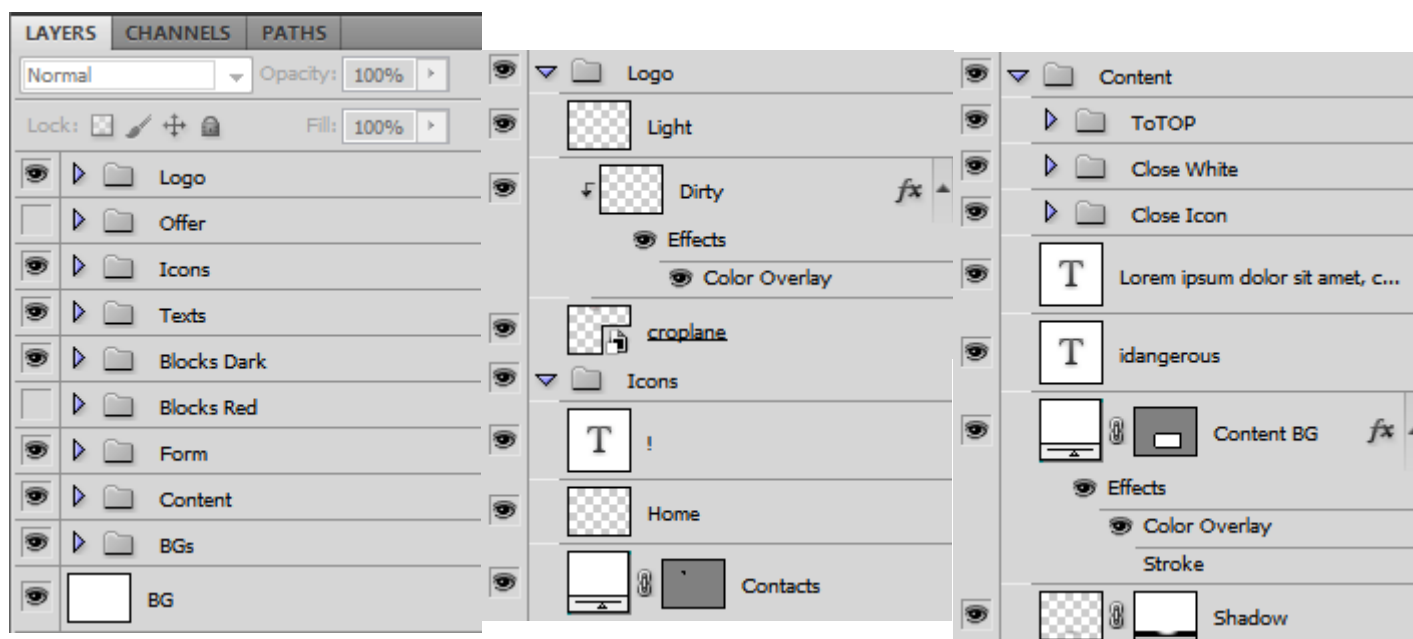 LAYERS CHANNELS PATHS
Normal Opacity: 100%
Lock: Fill: 100%
Logo
Offer
Icons
Texts
Blocks Dark
Blocks Red
Form
Content
BGs
BG
Logo
Light
Dirty fx
Effects
Color Overlay
croplane
Icons
T !
Home
Contacts
Content
ToTOP
Close White
Close Icon
T Lorem ipsum dolor sit amet, c...
T idangerous
Content BG fx
Effects
Color Overlay
Stroke
Shadow